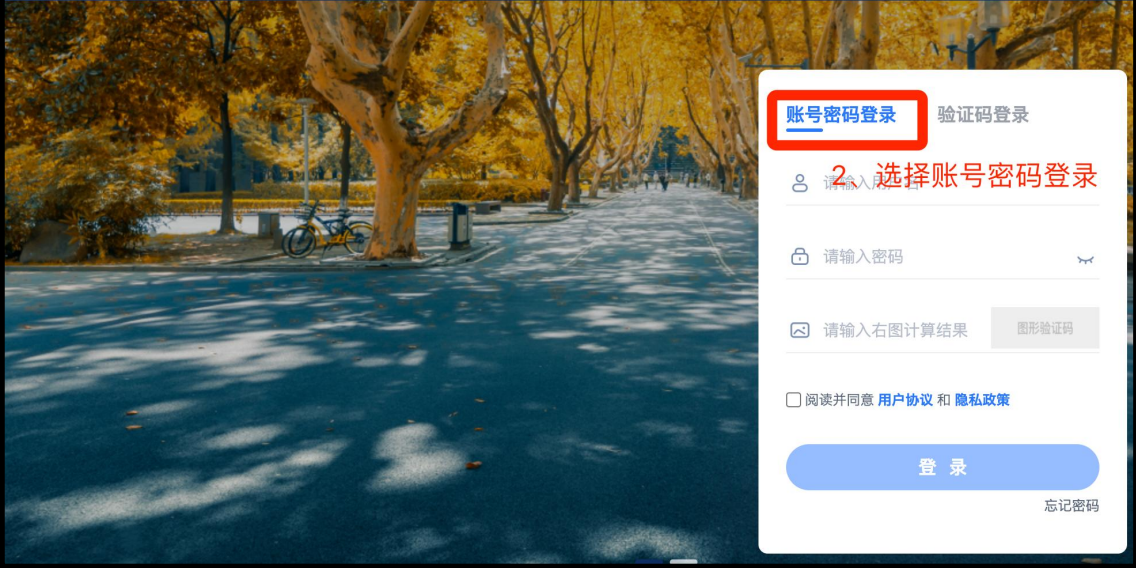 账号密码登录 验证码登录
2、选择账号密码登录
请输入用户名
请输入密码
请输入右图计算结果 图形验证码
阅读并同意 用户协议 和 隐私政策
登 录
忘记密码